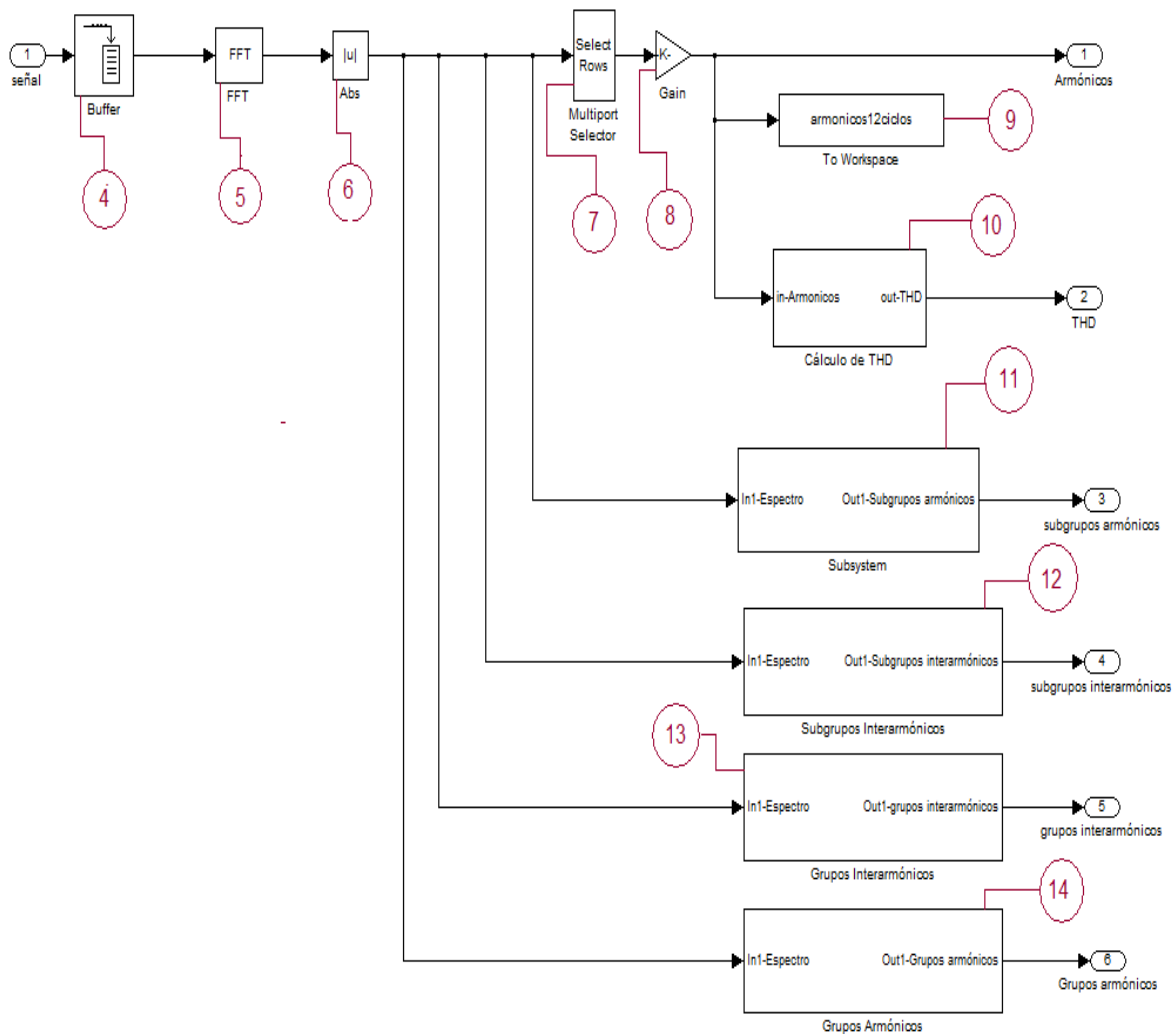 1
señal
Buffer
4
FFT
FFT
5
|u|
Abs
6
Select
Rows
Multiport
Selector
7
-K-
Gain
8
1
Armónicos
armonicos12ciclos
To Workspace
9
10
in-Armonicos
out-THD
Cálculo de THD
2
THD
11
In1-Espectro
Out1-Subgrupos armónicos
Subsystem
3
subgrupos armónicos
12
In1-Espectro
Out1-Subgrupos interarmónicos
Subgrupos Interarmónicos
4
subgrupos interarmónicos
13
In1-Espectro
Out1-grupos interarmónicos
Grupos Interarmónicos
5
grupos interarmónicos
14
In1-Espectro
Out1-Grupos armónicos
Grupos Armónicos
6
Grupos armónicos